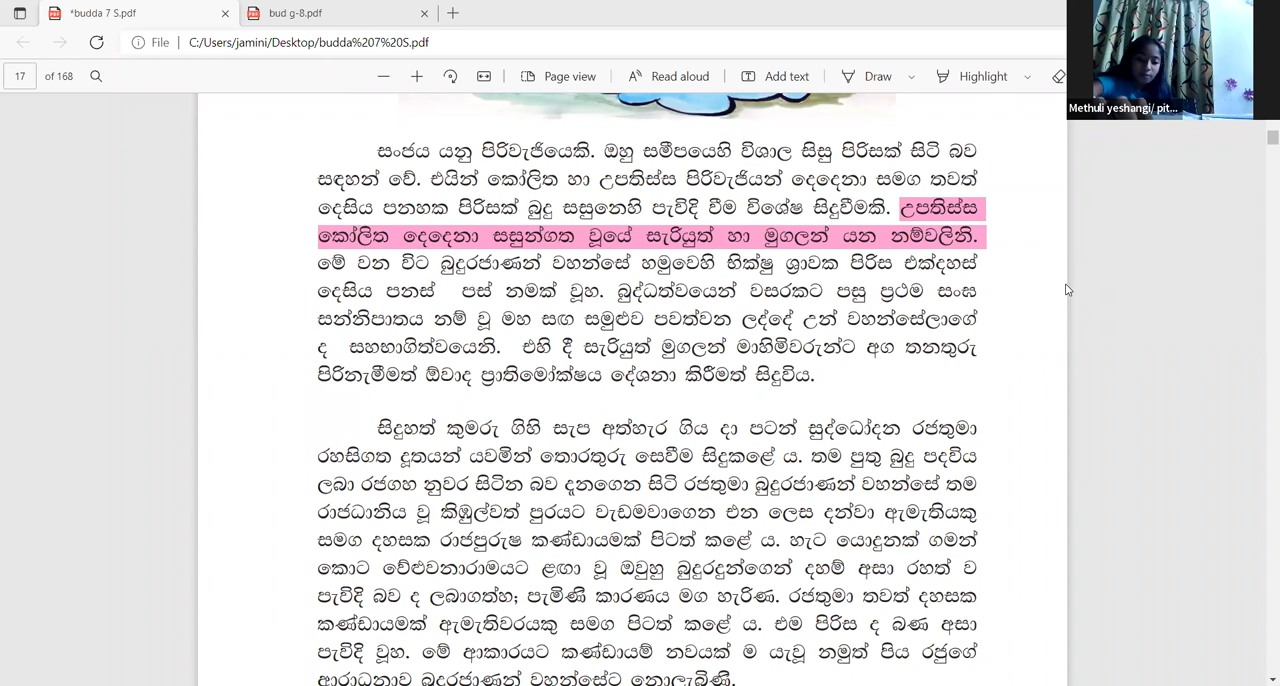 *budda 7 S.pdf
bud g-8.pdf
File
C:/Users/jamini/Desktop/budda%207%20S.pdf
17 of 168
Page view
Read aloud
Add text
Draw
Highlight
Methuli yeshangi/ pit...
සංජය යනු පිරිවැජියෙකි. ඔහු සමීපයෙහි විශාල සිසු පිරිසක් සිටි බව
සඳහන් වේ. එයින් කෝලිත හා උපතිස්ස පිරිවැජියන් දෙදෙනා සමග තවත්
දෙසිය පනහක පිරිසක් බුදු සසුනෙහි පැවිදි වීම විශේෂ සිදුවීමකි. උපතිස්ස
කෝලිත දෙදෙනා සසුන්ගත වූයේ සැරියුත් හා මුගලන් යන නම්වලිනි.
මේ වන විට බුදුරජාණන් වහන්සේ හමුවෙහි භික්ෂු ශ්‍රාවක පිරිස එක්දහස්
දෙසිය පනස් පස් නමක් වූහ. බුද්ධත්වයෙන් වසරකට පසු ප්‍රථම සංඝ
සන්නිපාතය නම් වූ මහ සඟ සමුළුව පවත්වන ලද්දේ උන් වහන්සේලාගේ
ද සහභාගිත්වයෙනි. එහි දී සැරියුත් මුගලන් මාහිමිවරුන්ට අග තනතුරු
පිරිනැමීමත් ඕවාද ප්‍රාතිමෝක්ෂය දේශනා කිරීමත් සිදුවිය.
සිදුහත් කුමරු ගිහි සැප අත්හැර ගිය දා පටන් සුද්ධෝදන රජතුමා
රහසිගත දූතයන් යවමින් තොරතුරු සෙවීම සිදුකළේ ය. තම පුතු බුදු පදවිය
ලබා රජගහ නුවර සිටින බව දැනගෙන සිටි රජතුමා බුදුරජාණන් වහන්සේ තම
රාජධානිය වූ කිඹුල්වත් පුරයට වැඩමවාගෙන එන ලෙස දන්වා ඇමැතියකු
සමග දහසක රාජපුරුෂ කණ්ඩායමක් පිටත් කළේ ය. හැට යොදුනක් ගමන්
කොට වේළුවනාරාමයට ළඟා වූ ඔවුහු බුදුරදුන්ගෙන් දහම් අසා රහත් ව
පැවිදි බව ද ලබාගත්හ; පැමිණි කාරණය මග හැරිණ. රජතුමා තවත් දහසක
කණ්ඩායමක් ඇමැතිවරයකු සමග පිටත් කළේ ය. එම පිරිස ද බණ අසා
පැවිදි වූහ. මේ ආකාරයට කණ්ඩායම් නවයක් ම යැවූ නමුත් පිය රජුගේ
ආරාධනාව බුදුරජාණන් වහන්සේට නොලැබිණි.